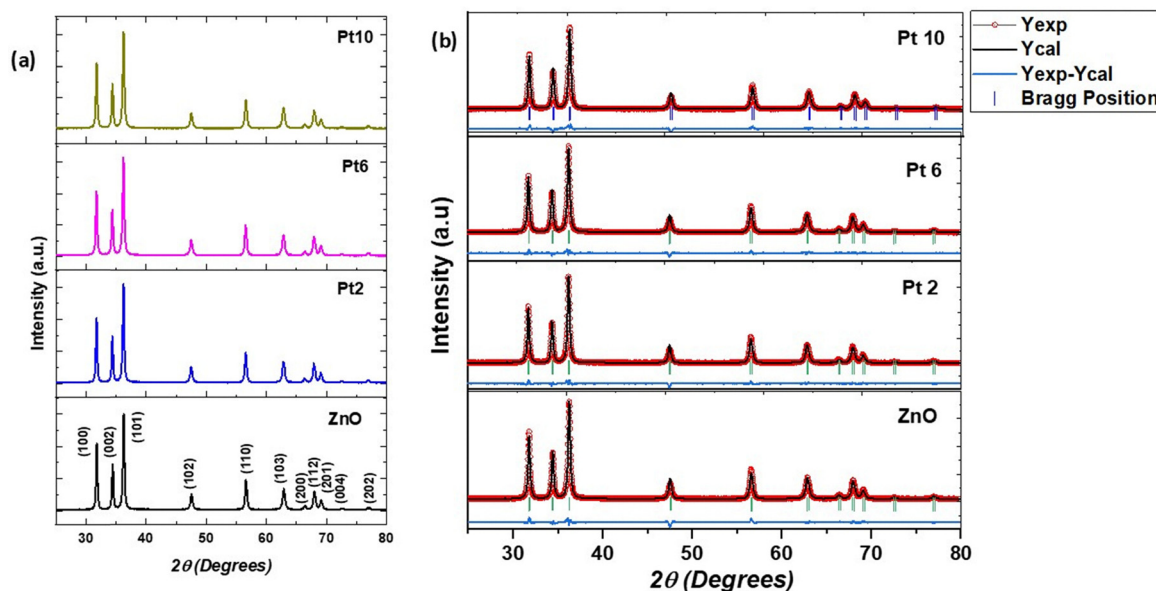 (a)
Pt10
Pt6
Pt2
ZnO
(100)
(002)
(101)
(102)
(110)
(103)
(200)
(112)
(201)
(004)
(202)
Intensity (a.u.)
30 40 50 60 70 80
2θ (Degrees)
(b)
Pt 10
Pt 6
Pt 2
ZnO
Intensity (a.u)
30 40 50 60 70 80
2θ (Degrees)
Yexp
Ycal
Yexp-Ycal
Bragg Position